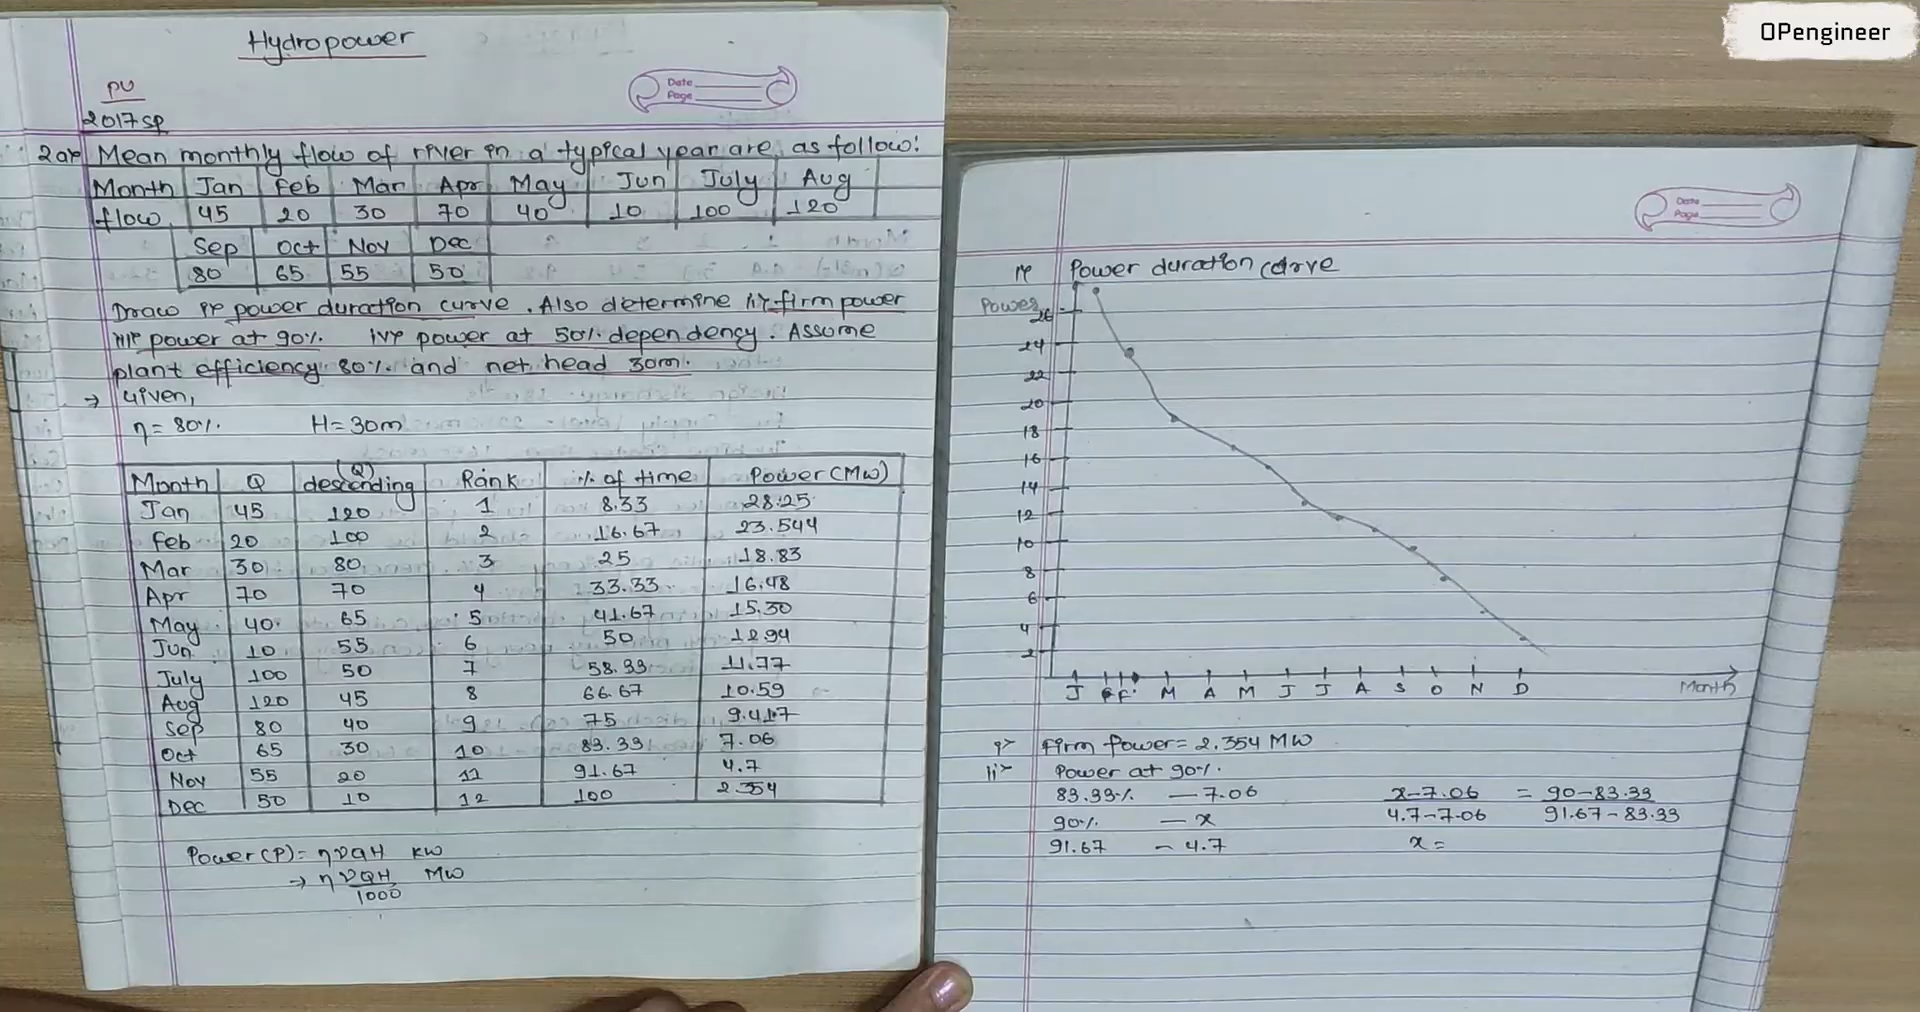 OPengineer
Hydropower
PU
2017 sp
Date
Page
2a> Mean monthly flow of river in a typical year are as follow:
Month Jan Feb Mar Apr May Jun July Aug
flow 45 20 30 70 40 10 100 120
Sep Oct Nov Dec
80 65 55 50
Draw i> power duration curve. Also determine ii> firm power
iii> power at 90%. iv> power at 50% dependency. Assume
plant efficiency 80% and net head 30m.
→ Given,
η = 80% H = 30m
Month Q (Q) descending Rank % of time Power (MW)
Jan 45 120 1 8.33 28.25
Feb 20 100 2 16.67 23.544
Mar 30 80 3 25 18.83
Apr 70 70 4 33.33 16.48
May 40 65 5 41.67 15.30
Jun 10 55 6 50 12.94
July 100 50 7 58.33 11.77
Aug 120 45 8 66.67 10.59
Sep 80 40 9 75 9.417
Oct 65 30 10 83.33 7.06
Nov 55 20 11 91.67 4.7
Dec 50 10 12 100 2.354
Power (P) = ηγQH KW
→ ηγQH/1000 MW
Date
Page
i> Power duration curve
Power
26
24
22
20
18
16
14
12
10
8
6
4
2
J F M A M J J A S O N D Month
i> Firm Power = 2.354 MW
ii> Power at 90%.
83.33% — 7.06 x-7.06 = 90-83.33
90% — x 4.7-7.06 91.67-83.33
91.67 — 4.7 x =